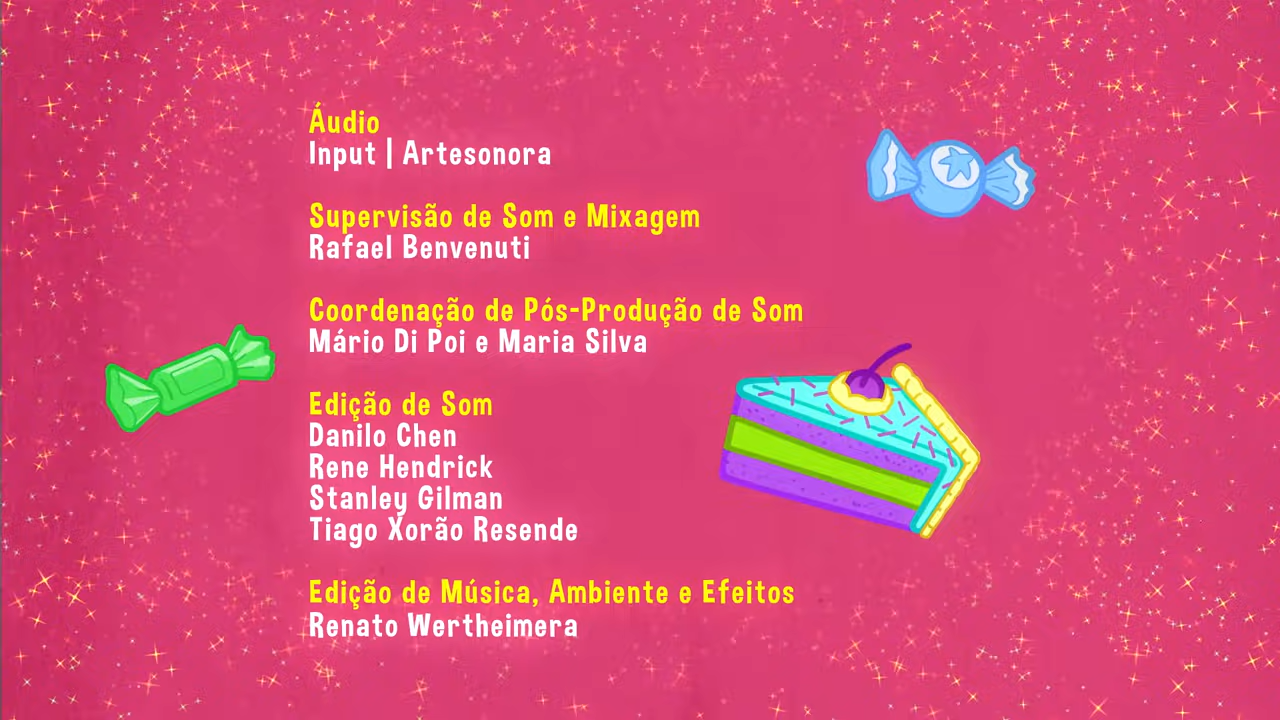 Áudio
Input | Artesonora
Supervisão de Som e Mixagem
Rafael Benvenuti
Coordenação de Pós-Produção de Som
Mário Di Poi e Maria Silva
Edição de Som
Danilo Chen
Rene Hendrick
Stanley Gilman
Tiago Xorão Resende
Edição de Música, Ambiente e Efeitos
Renato Wertheimera